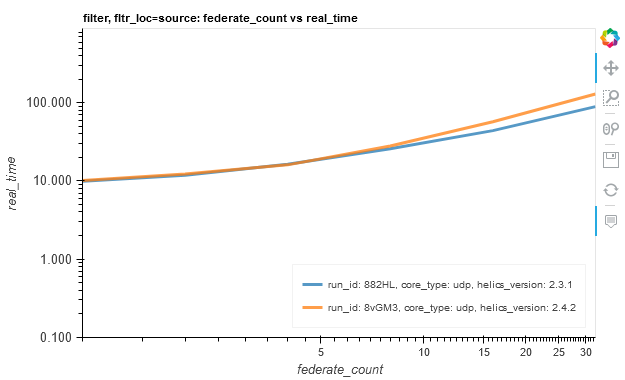 filter, fltr_loc=source: federate_count vs real_time
100.000
10.000
1.000
0.100
real_time
run_id: 882HL, core_type: udp, helics_version: 2.3.1
run_id: 8vGM3, core_type: udp, helics_version: 2.4.2
5 10 15 20 25 30
federate_count